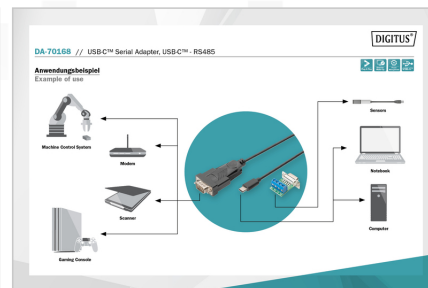 DIGITUS®
DA-70168 // USB-C™ Serial Adapter, USB-C™ - RS485
Anwendungsbeispiel
Example of use
Machine Control System
Modem
Scanner
Gaming Console
Sensors
Notebook
Computer